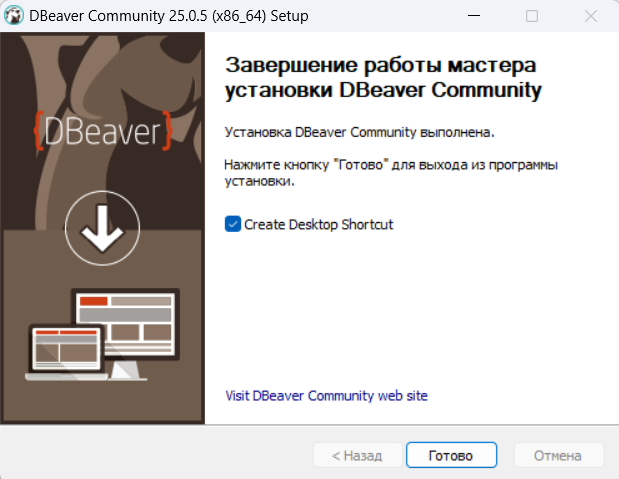 DBeaver Community 25.0.5 (x86_64) Setup
{DBeaver}
Завершение работы мастера
установки DBeaver Community
Установка DBeaver Community выполнена.
Нажмите кнопку "Готово" для выхода из программы
установки.
Create Desktop Shortcut
Visit DBeaver Community web site
< Назад
Готово
Отмена